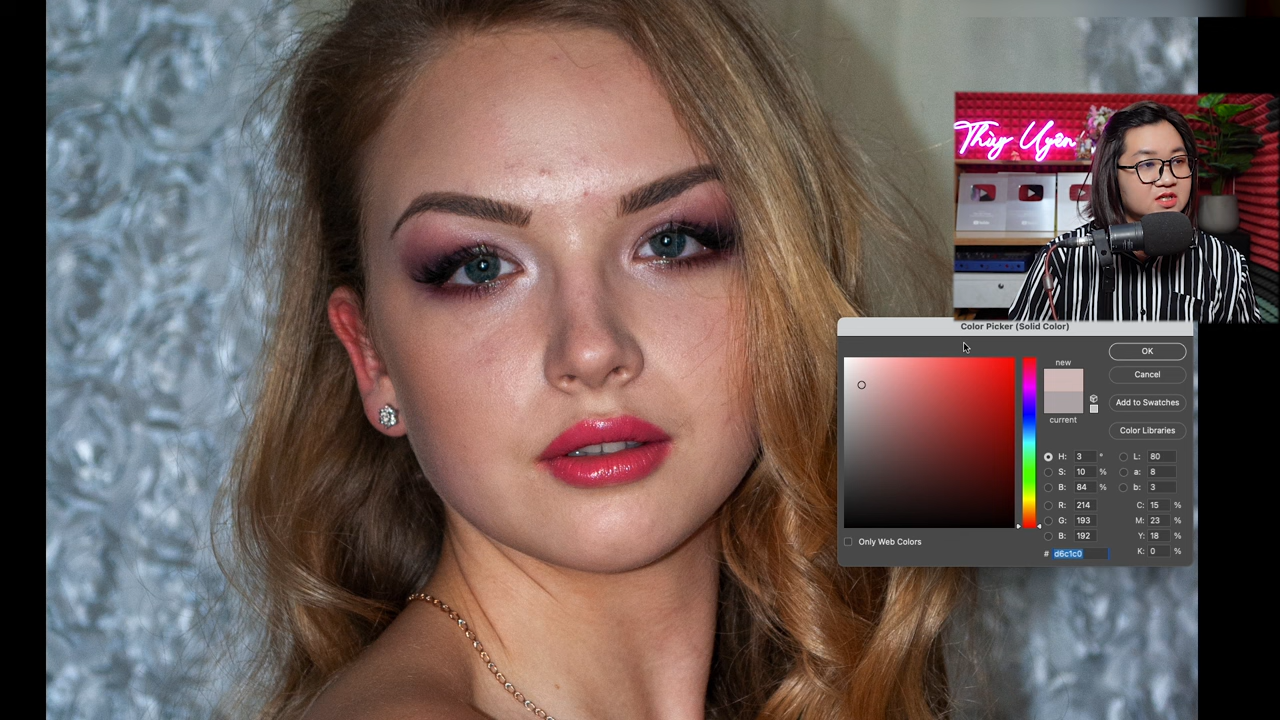 Thùy Uyên
Color Picker (Solid Color)
new
current
OK
Cancel
Add to Swatches
Color Libraries
H: 3 °
S: 10 %
B: 84 %
R: 214
G: 193
B: 192
# d6c1c0
L: 80
a: 8
b: 3
C: 15 %
M: 23 %
Y: 18 %
K: 0 %
Only Web Colors